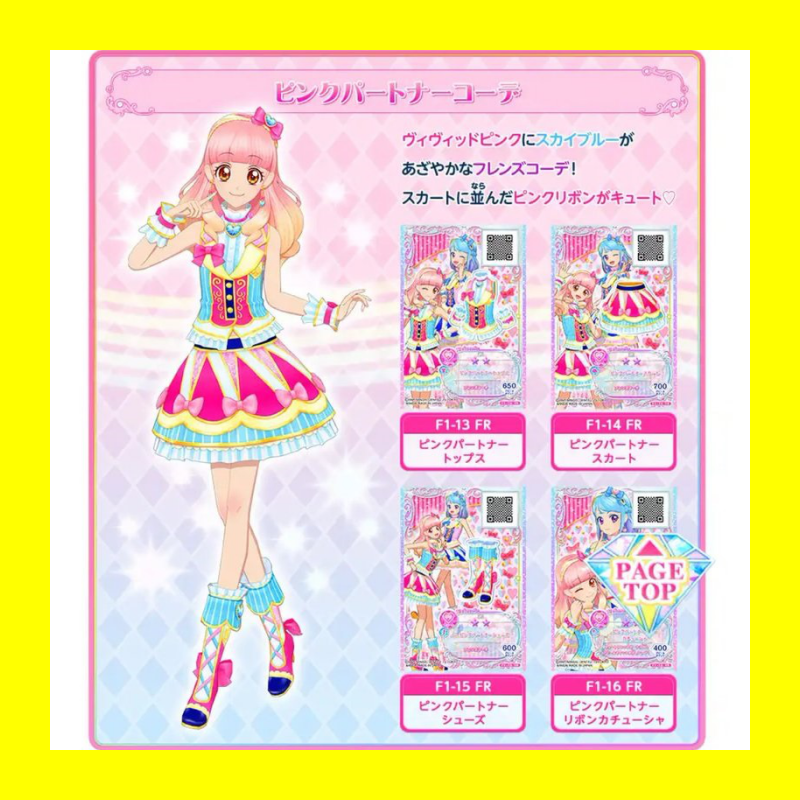 ピンクパートナーコーデ
ヴィヴィッドピンクにスカイブルーが
あざやかなフレンズコーデ!
スカートに並んだピンクリボンがキュート♡
なら
650
700
F1-13 FR
ピンクパートナー
トップス
F1-14 FR
ピンクパートナー
スカート
600
400
PAGE
TOP
F1-15 FR
ピンクパートナー
シューズ
F1-16 FR
ピンクパートナー
リボンカチューシャ